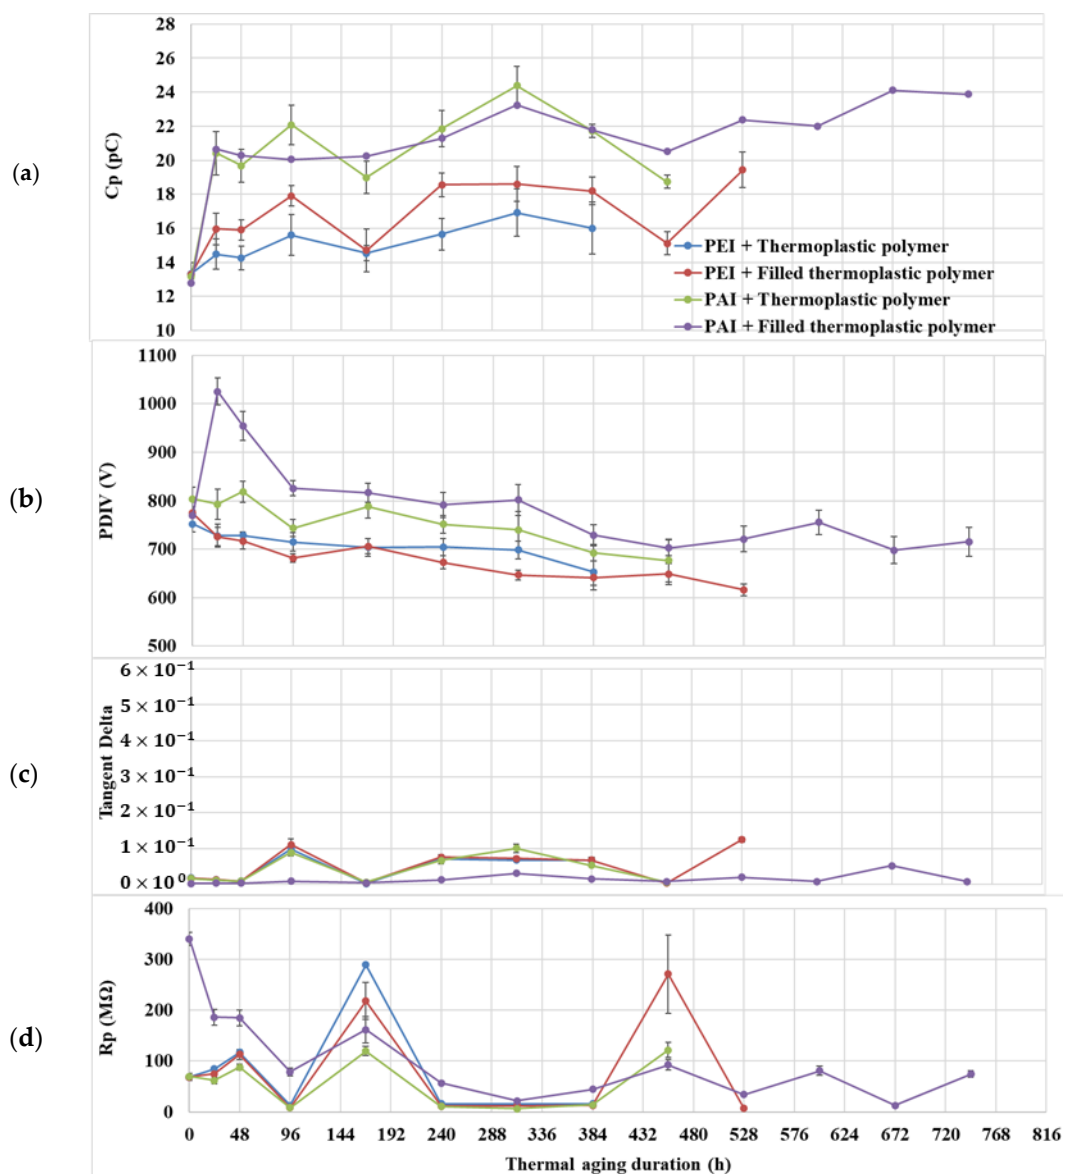 (a)
Cp (pC)
28
26
24
22
20
18
16
14
12
10
PEI + Thermoplastic polymer
PEI + Filled thermoplastic polymer
PAI + Thermoplastic polymer
PAI + Filled thermoplastic polymer
(b)
PDIV (V)
1100
1000
900
800
700
600
500
(c)
Tangent Delta
6 × 10⁻¹
5 × 10⁻¹
4 × 10⁻¹
3 × 10⁻¹
2 × 10⁻¹
1 × 10⁻¹
0 × 10⁰
(d)
Rp (MΩ)
400
300
200
100
0
0 48 96 144 192 240 288 336 384 432 480 528 576 624 672 720 768 816
Thermal aging duration (h)